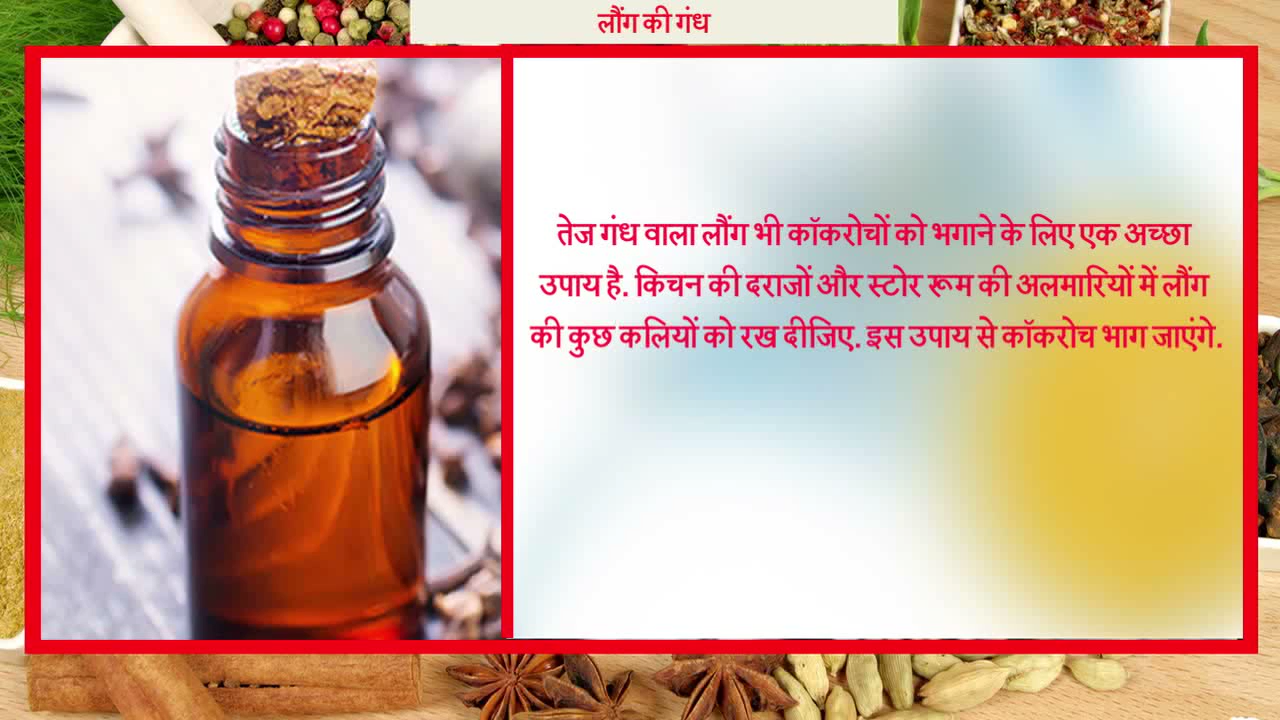 लौंग की गंध
तेज गंध वाला लौंग भी कॉकरोचों को भगाने के लिए एक अच्छा
उपाय है. किचन की दराजों और स्टोर रूम की अलमारियों में लौंग
की कुछ कलियों को रख दीजिए. इस उपाय से कॉकरोच भाग जाएंगे.